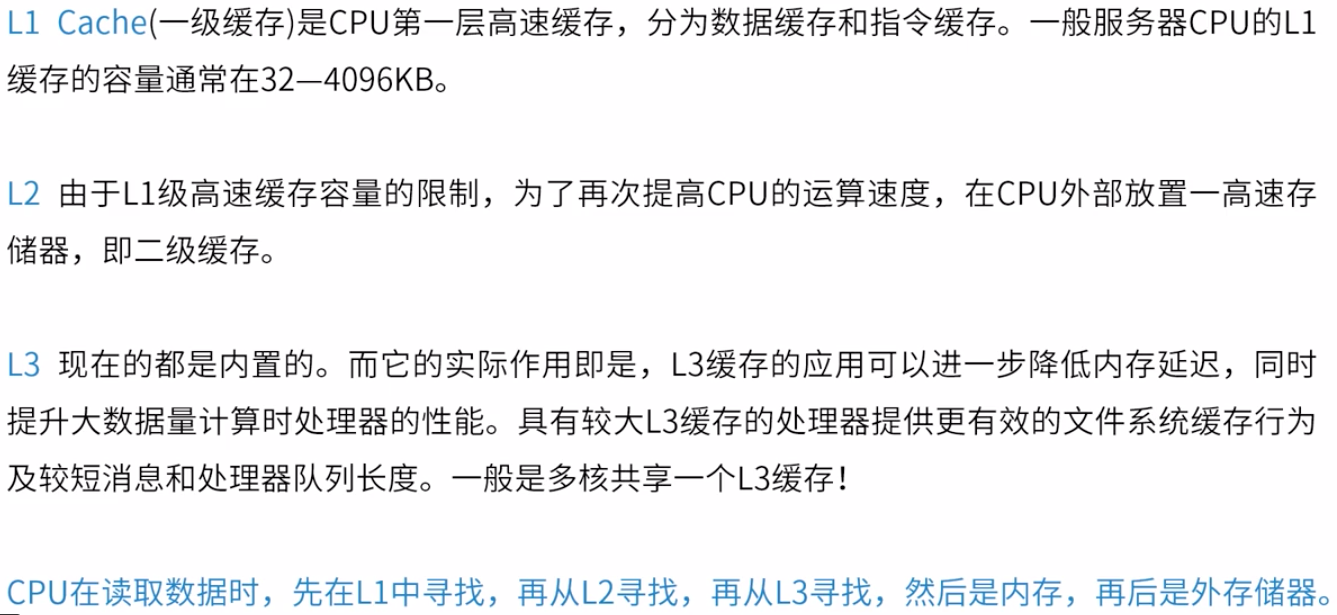 L1 Cache(一级缓存)是CPU第一层高速缓存，分为数据缓存和指令缓存。一般服务器CPU的L1
缓存的容量通常在32—4096KB。
L2 由于L1级高速缓存容量的限制，为了再次提高CPU的运算速度，在CPU外部放置一高速存
储器，即二级缓存。
L3 现在的都是内置的。而它的实际作用即是，L3缓存的应用可以进一步降低内存延迟，同时
提升大数据量计算时处理器的性能。具有较大L3缓存的处理器提供更有效的文件系统缓存行为
及较短消息和处理器队列长度。一般是多核共享一个L3缓存！
CPU在读取数据时，先在L1中寻找，再从L2寻找，再从L3寻找，然后是内存，再后是外存储器。